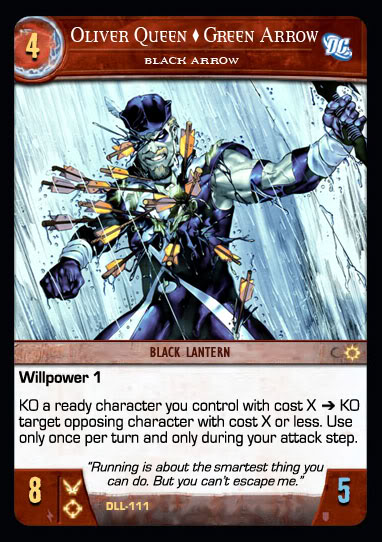 4
OLIVER QUEEN ♦ GREEN ARROW
DC
BLACK ARROW
BLACK LANTERN
Willpower 1
KO a ready character you control with cost X ➔ KO
target opposing character with cost X or less. Use
only once per turn and only during your attack step.
"Running is about the smartest thing you
can do. But you can't escape me."
8
DLL-111
5